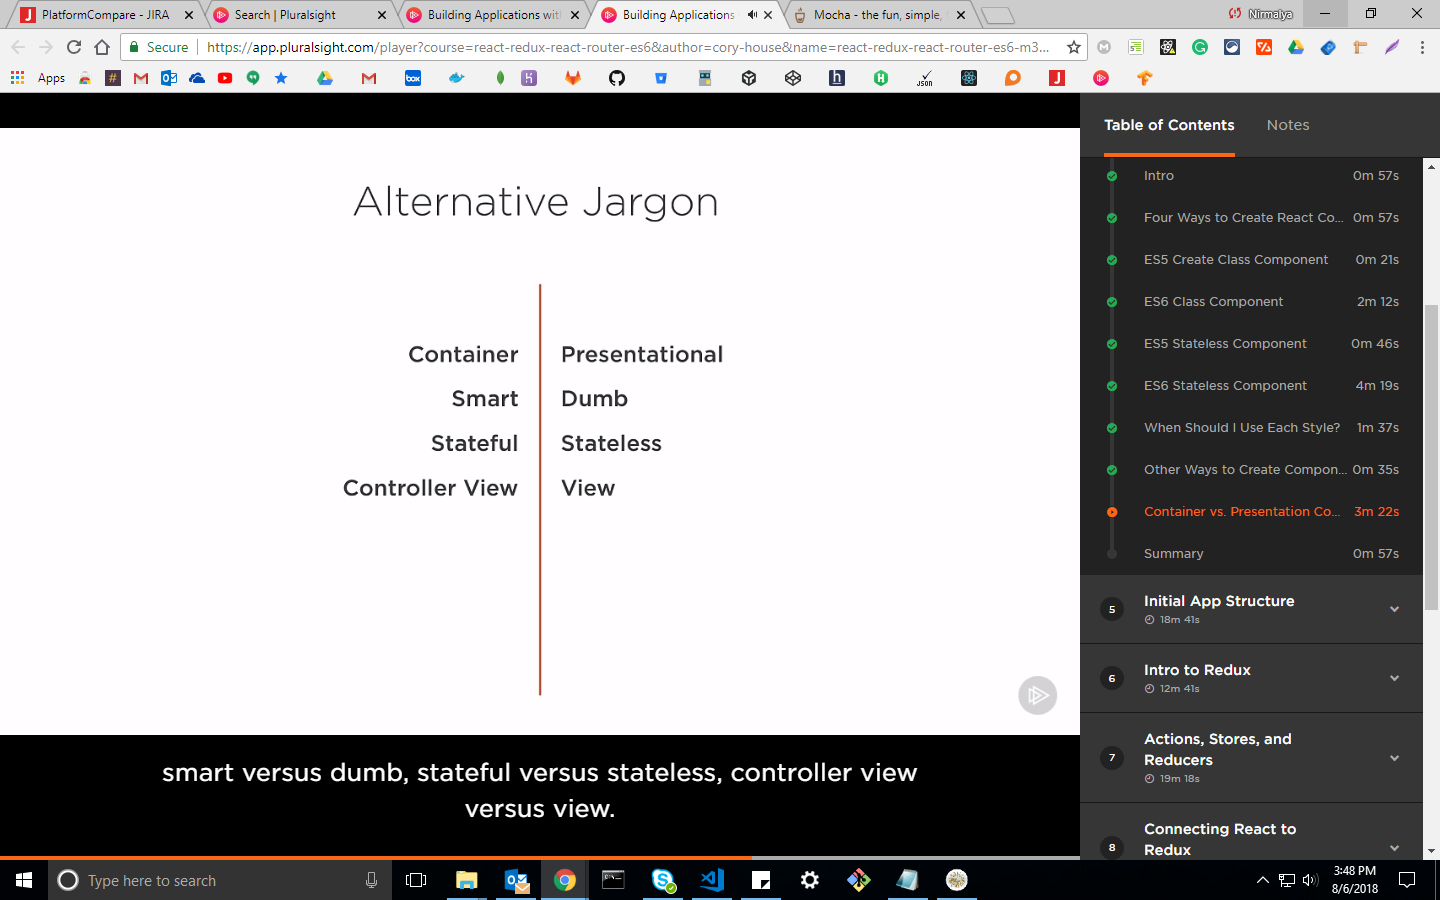 PlatformCompare - JIRA
Search | Pluralsight
Building Applications wit
Building Applications
Mocha - the fun, simple,
Nirmalya
Secure
https://app.pluralsight.com/player?course=react-redux-react-router-es6&author=cory-house&name=react-redux-react-router-es6-m3...
Apps
box
Json
Alternative Jargon
Container Presentational
Smart Dumb
Stateful Stateless
Controller View View
smart versus dumb, stateful versus stateless, controller view
versus view.
Table of Contents Notes
Intro 0m 57s
Four Ways to Create React Co... 0m 57s
ES5 Create Class Component 0m 21s
ES6 Class Component 2m 12s
ES5 Stateless Component 0m 46s
ES6 Stateless Component 4m 19s
When Should I Use Each Style? 1m 37s
Other Ways to Create Compon... 0m 35s
Container vs. Presentation Co... 3m 22s
Summary 0m 57s
5 Initial App Structure
18m 41s
6 Intro to Redux
12m 41s
7 Actions, Stores, and
Reducers
19m 18s
8 Connecting React to
Redux
Type here to search
3:48 PM
8/6/2018